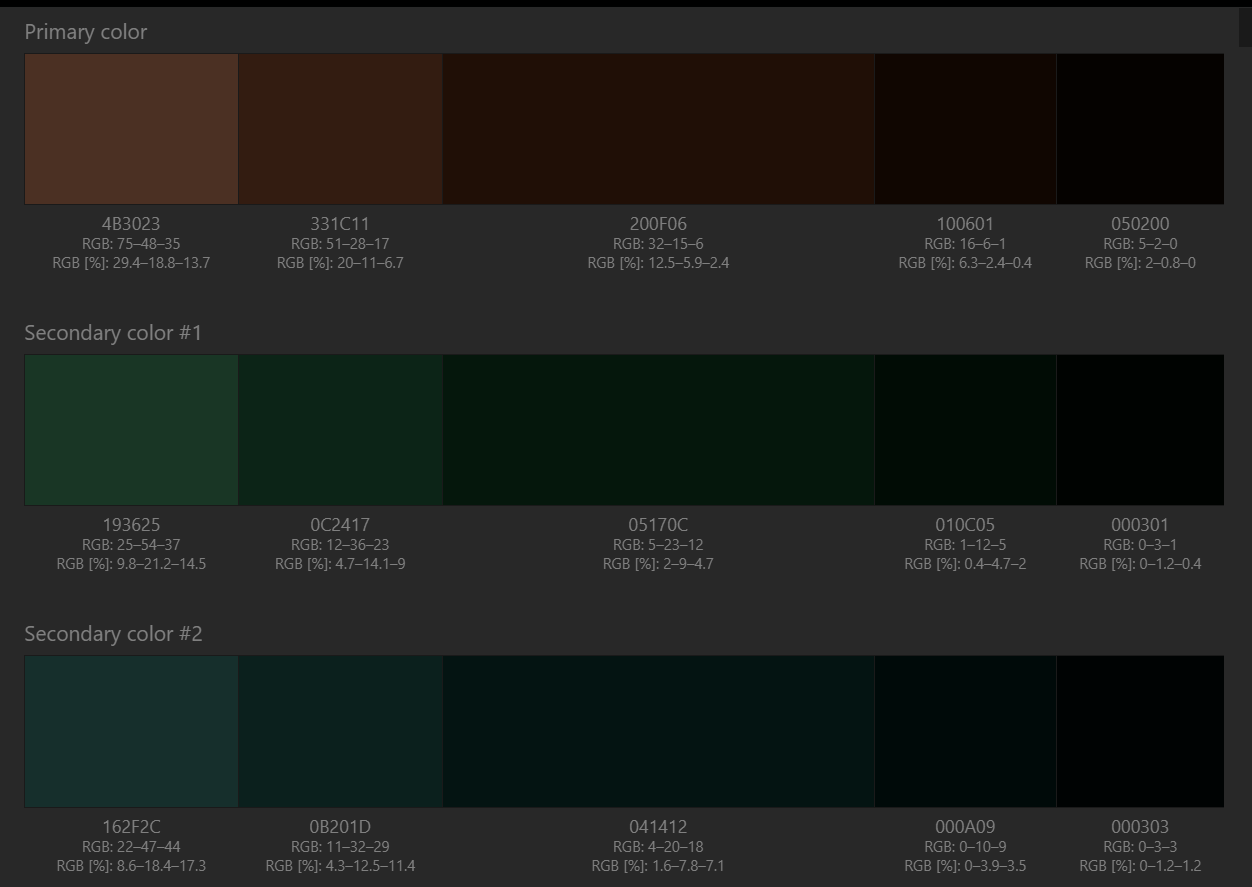 Primary color
4B3023
RGB: 75–48–35
RGB [%]: 29.4–18.8–13.7
331C11
RGB: 51–28–17
RGB [%]: 20–11–6.7
200F06
RGB: 32–15–6
RGB [%]: 12.5–5.9–2.4
100601
RGB: 16–6–1
RGB [%]: 6.3–2.4–0.4
050200
RGB: 5–2–0
RGB [%]: 2–0.8–0
Secondary color #1
193625
RGB: 25–54–37
RGB [%]: 9.8–21.2–14.5
0C2417
RGB: 12–36–23
RGB [%]: 4.7–14.1–9
05170C
RGB: 5–23–12
RGB [%]: 2–9–4.7
010C05
RGB: 1–12–5
RGB [%]: 0.4–4.7–2
000301
RGB: 0–3–1
RGB [%]: 0–1.2–0.4
Secondary color #2
162F2C
RGB: 22–47–44
RGB [%]: 8.6–18.4–17.3
0B201D
RGB: 11–32–29
RGB [%]: 4.3–12.5–11.4
041412
RGB: 4–20–18
RGB [%]: 1.6–7.8–7.1
000A09
RGB: 0–10–9
RGB [%]: 0–3.9–3.5
000303
RGB: 0–3–3
RGB [%]: 0–1.2–1.2